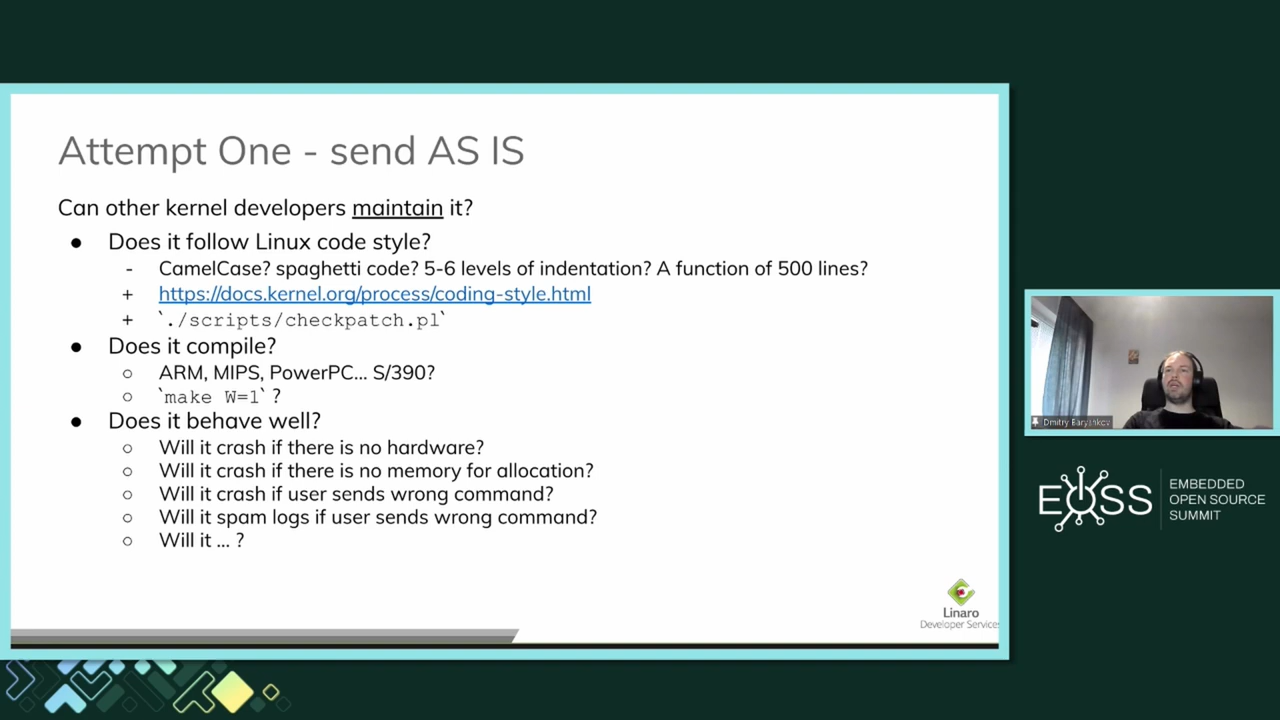 Attempt One - send AS IS
Can other kernel developers maintain it?
● Does it follow Linux code style?
- CamelCase? spaghetti code? 5-6 levels of indentation? A function of 500 lines?
+ https://docs.kernel.org/process/coding-style.html
+ `./scripts/checkpatch.pl`
● Does it compile?
○ ARM, MIPS, PowerPC... S/390?
○ `make W=1` ?
● Does it behave well?
○ Will it crash if there is no hardware?
○ Will it crash if there is no memory for allocation?
○ Will it crash if user sends wrong command?
○ Will it spam logs if user sends wrong command?
○ Will it ... ?
Linaro
Developer Services
Dmitry Baryshkov
EOSS
EMBEDDED
OPEN SOURCE
SUMMIT